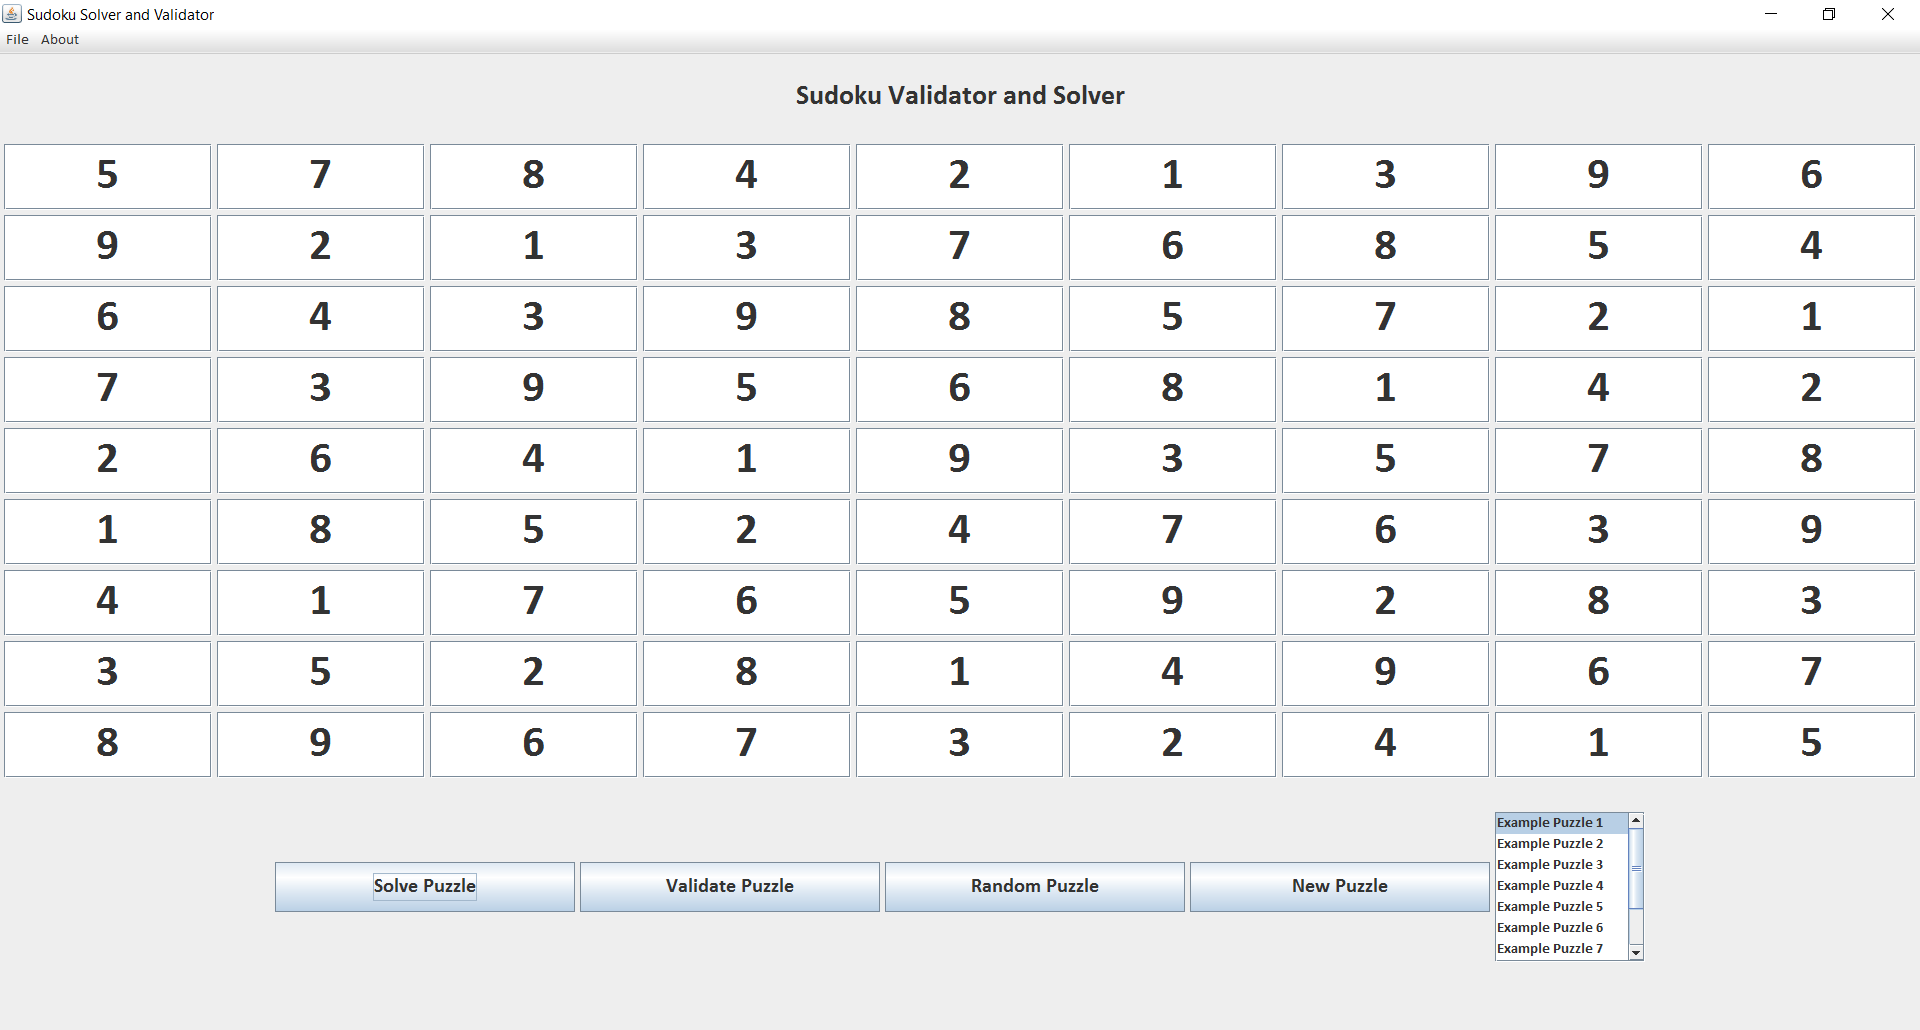 Sudoku Solver and Validator
File About
Sudoku Validator and Solver
5 7 8 4 2 1 3 9 6
9 2 1 3 7 6 8 5 4
6 4 3 9 8 5 7 2 1
7 3 9 5 6 8 1 4 2
2 6 4 1 9 3 5 7 8
1 8 5 2 4 7 6 3 9
4 1 7 6 5 9 2 8 3
3 5 2 8 1 4 9 6 7
8 9 6 7 3 2 4 1 5
Solve Puzzle Validate Puzzle Random Puzzle New Puzzle
Example Puzzle 1
Example Puzzle 2
Example Puzzle 3
Example Puzzle 4
Example Puzzle 5
Example Puzzle 6
Example Puzzle 7